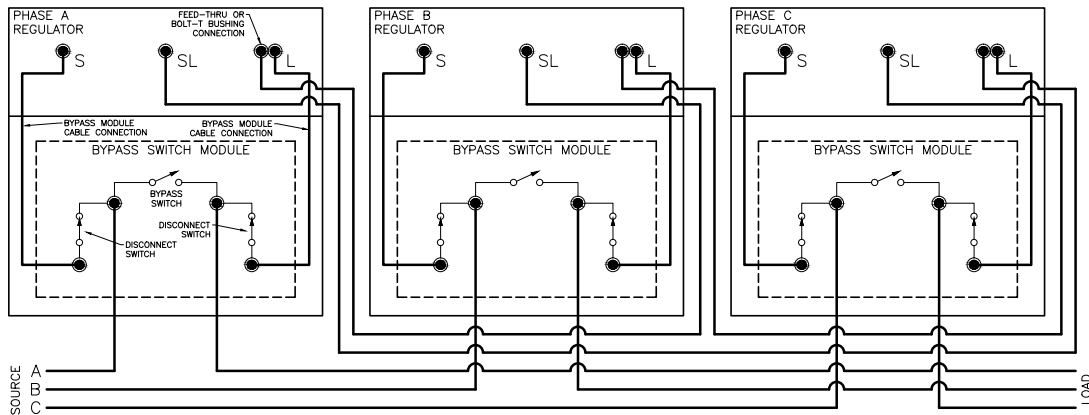 PHASE A
REGULATOR
FEED-THRU OR
BOLT-T BUSHING
CONNECTION
S
SL
L
BYPASS MODULE
CABLE CONNECTION
BYPASS MODULE
CABLE CONNECTION
BYPASS SWITCH MODULE
BYPASS
SWITCH
DISCONNECT
SWITCH
DISCONNECT
SWITCH
PHASE B
REGULATOR
S
SL
L
BYPASS SWITCH MODULE
PHASE C
REGULATOR
S
SL
L
BYPASS SWITCH MODULE
SOURCE
A
B
C
LOAD